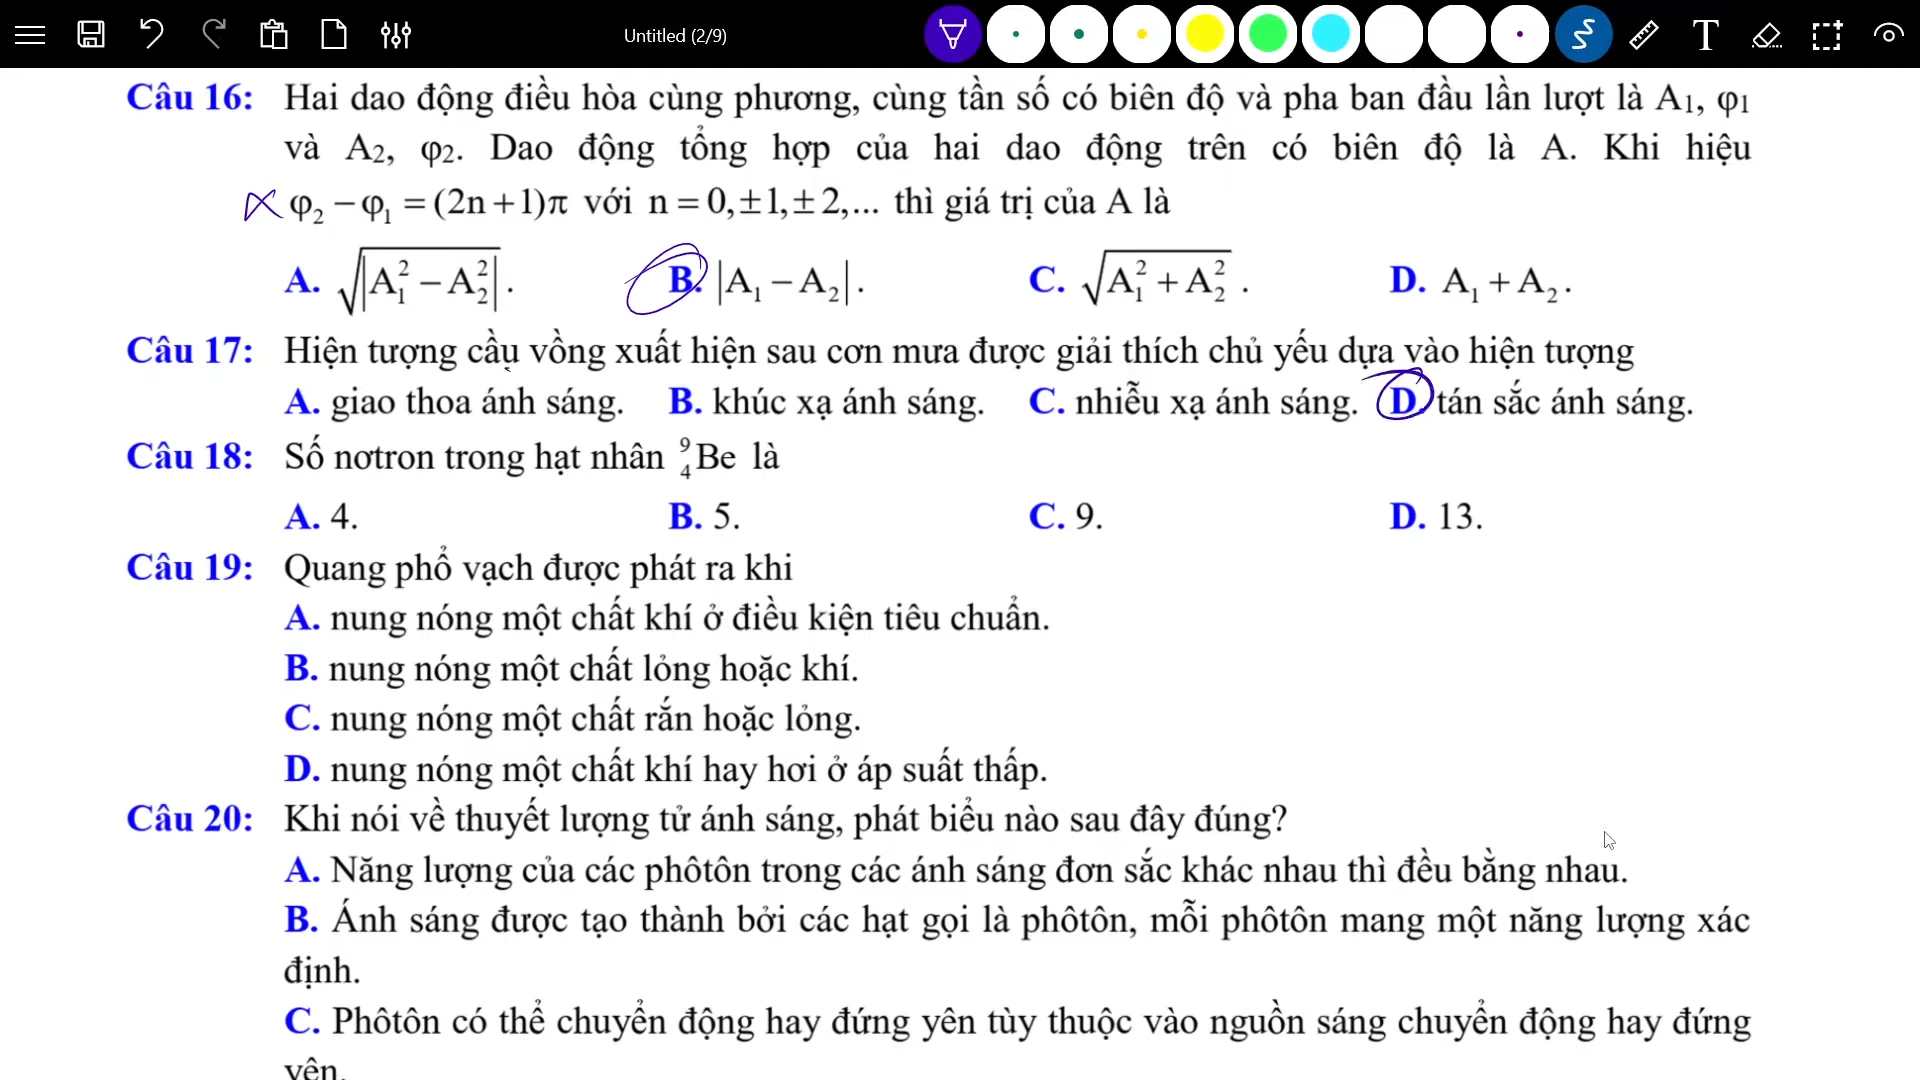 Untitled (2/9)
Câu 16: Hai dao động điều hòa cùng phương, cùng tần số có biên độ và pha ban đầu lần lượt là A₁, φ₁
và A₂, φ₂. Dao động tổng hợp của hai dao động trên có biên độ là A. Khi hiệu
φ₂ − φ₁ = (2n + 1)π với n = 0, ± 1, ± 2,... thì giá trị của A là
A. √|A₁² − A₂²|. B. |A₁ − A₂|. C. √(A₁² + A₂²). D. A₁ + A₂.
Câu 17: Hiện tượng cầu vồng xuất hiện sau cơn mưa được giải thích chủ yếu dựa vào hiện tượng
A. giao thoa ánh sáng. B. khúc xạ ánh sáng. C. nhiễu xạ ánh sáng. D. tán sắc ánh sáng.
Câu 18: Số nơtron trong hạt nhân ⁹₄Be là
A. 4. B. 5. C. 9. D. 13.
Câu 19: Quang phổ vạch được phát ra khi
A. nung nóng một chất khí ở điều kiện tiêu chuẩn.
B. nung nóng một chất lỏng hoặc khí.
C. nung nóng một chất rắn hoặc lỏng.
D. nung nóng một chất khí hay hơi ở áp suất thấp.
Câu 20: Khi nói về thuyết lượng tử ánh sáng, phát biểu nào sau đây đúng?
A. Năng lượng của các phôtôn trong các ánh sáng đơn sắc khác nhau thì đều bằng nhau.
B. Ánh sáng được tạo thành bởi các hạt gọi là phôtôn, mỗi phôtôn mang một năng lượng xác
định.
C. Phôtôn có thể chuyển động hay đứng yên tùy thuộc vào nguồn sáng chuyển động hay đứng
yên.